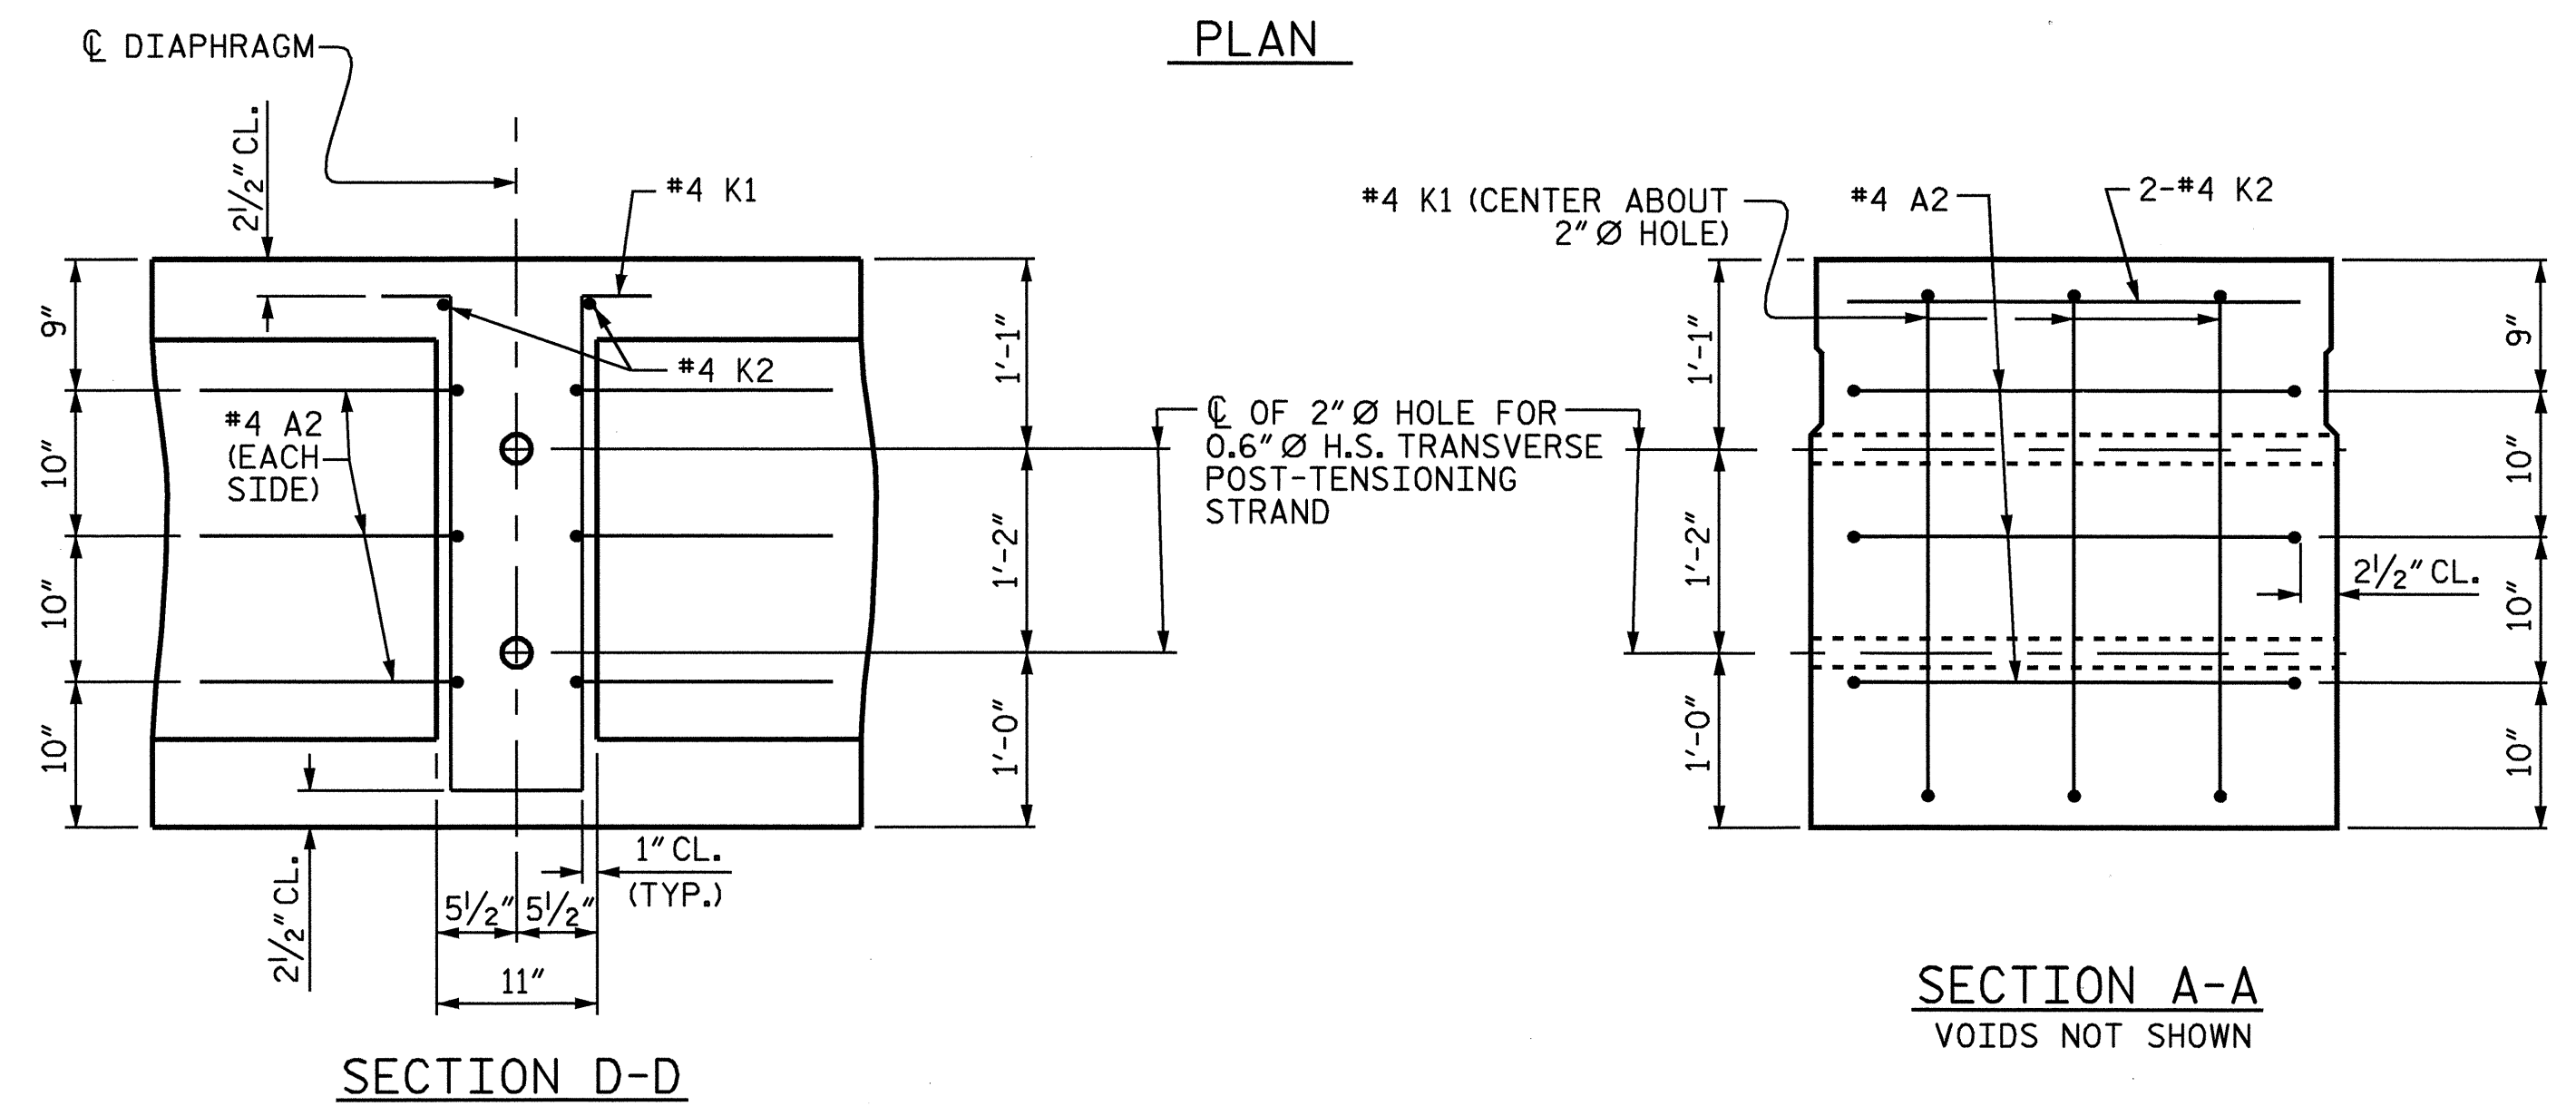 PLAN
℄ DIAPHRAGM
2½" CL.
#4 K1
#4 K2
#4 A2
(EACH
SIDE)
9"
10"
10"
10"
1'-1"
1'-2"
1'-0"
2½" CL.
1" CL.
(TYP.)
5½"
5½"
11"
SECTION D-D
℄ OF 2" Ø HOLE FOR
0.6" Ø H.S. TRANSVERSE
POST-TENSIONING
STRAND
#4 K1 (CENTER ABOUT
2" Ø HOLE)
#4 A2
2-#4 K2
1'-1"
1'-2"
1'-0"
9"
10"
10"
10"
2½" CL.
SECTION A-A
VOIDS NOT SHOWN